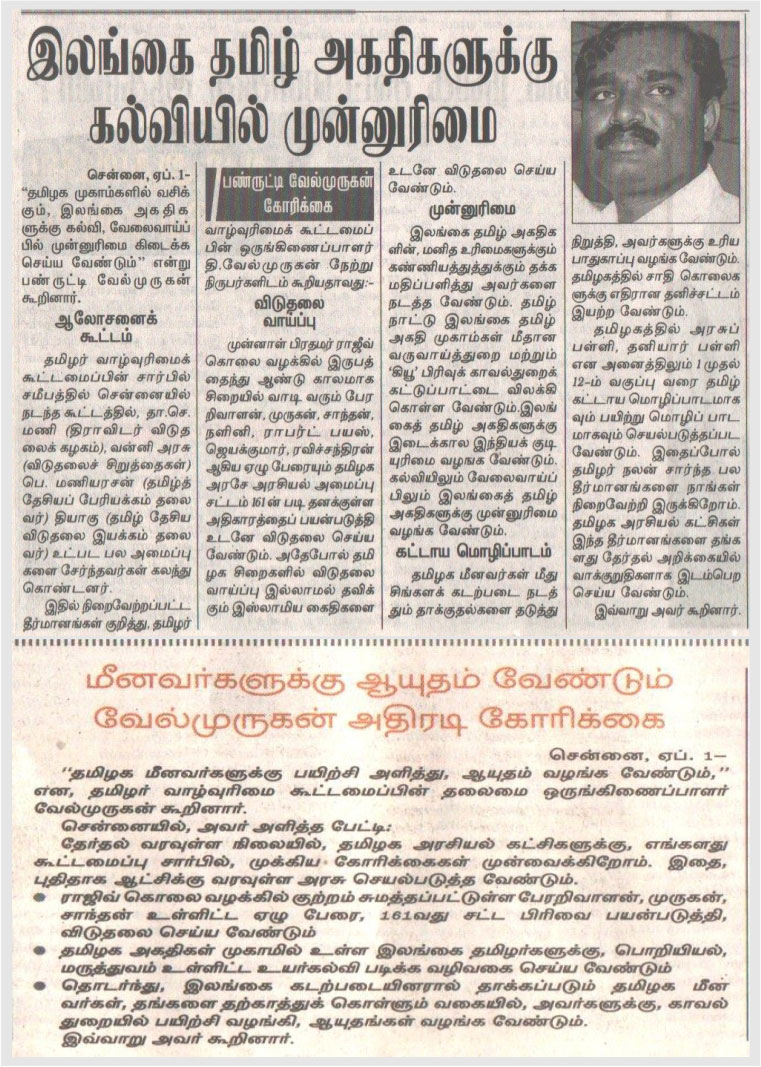 இலங்கை தமிழ் அகதிகளுக்கு
கல்வியில் முன்னுரிமை
சென்னை, ஏப். 1-
“தமிழக முகாம்களில் வசிக்
கும், இலங்கை அகதிக
ளுக்கு கல்வி, வேலைவாய்ப்
பில் முன்னுரிமை கிடைக்க
செய்ய வேண்டும்” என்று
பண்ருட்டி வேல்முருகன்
கூறினார்.
ஆலோசனைக்
கூட்டம்
தமிழர் வாழ்வுரிமைக்
கூட்டமைப்பின் சார்பில்
சமீபத்தில் சென்னையில்
நடந்த கூட்டத்தில், தா.செ.
மணி (திராவிடர் விடுத
லைக் கழகம்), வன்னி அரசு
(விடுதலைச் சிறுத்தைகள்)
பெ. மணியரசன் (தமிழ்த்
தேசியப் பேரியக்கம் தலை
வர்) தியாகு (தமிழ் தேசிய
விடுதலை இயக்கம் தலை
வர்) உட்பட பல அமைப்பு
களை சேர்ந்தவர்கள் கலந்து
கொண்டனர்.
இதில் நிறைவேற்றப்பட்ட
தீர்மானங்கள் குறித்து, தமிழர்
பண்ருட்டி வேல்முருகன்
கோரிக்கை
வாழ்வுரிமைக் கூட்டமைப்
பின் ஒருங்கிணைப்பாளர்
தி.வேல்முருகன் நேற்று
நிருபர்களிடம் கூறியதாவது:-
விடுதலை
வாய்ப்பு
முன்னாள் பிரதமர் ராஜீவ்
கொலை வழக்கில் இருபத்
தைந்து ஆண்டு காலமாக
சிறையில் வாடி வரும் பேர
றிவாளன், முருகன், சாந்தன்,
நளினி, ராபர்ட் பயஸ்,
ஜெயக்குமார், ரவிச்சந்திரன்
ஆகிய ஏழு பேரையும் தமிழக
அரசே அரசியல் அமைப்பு
சட்டம் 161ன் படி தனக்குள்ள
அதிகாரத்தைப் பயன்படுத்தி
உடனே விடுதலை செய்ய
வேண்டும். அதேபோல் தமி
ழக சிறைகளில் விடுதலை
வாய்ப்பு இல்லாமல் தவிக்
கும் இஸ்லாமிய கைதிகளை
உடனே விடுதலை செய்ய
வேண்டும்.
முன்னுரிமை
இலங்கை தமிழ் அகதிக
ளின், மனித உரிமைகளுக்கும்
கண்ணியத்துத்துக்கும் தக்க
மதிப்பளித்து அவர்களை
நடத்த வேண்டும். தமிழ்
நாட்டு இலங்கை தமிழ்
அகதி முகாம்கள் மீதான
வருவாய்த்துறை மற்றும்
‘கியூ’ பிரிவுக் காவல்துறைக்
கட்டுப்பாட்டை விலக்கி
கொள்ள வேண்டும்.இலங்
கைத் தமிழ் அகதிகளுக்கு
இடைக்கால இந்தியக் குடி
யுரிமை வழங்க வேண்டும்.
கல்வியிலும் வேலைவாய்ப்
பிலும் இலங்கைத் தமிழ்
அகதிகளுக்கு முன்னுரிமை
வழங்க வேண்டும்.
கட்டாய மொழிப்பாடம்
தமிழக மீனவர்கள் மீது
சிங்களக் கடற்படை நடத்
தும் தாக்குதல்களை தடுத்து
நிறுத்தி, அவர்களுக்கு உரிய
பாதுகாப்பு வழங்க வேண்டும்.
தமிழகத்தில் சாதி கொலைக
ளுக்கு எதிரான தனிச்சட்டம்
இயற்ற வேண்டும்.
தமிழகத்தில் அரசுப்
பள்ளி, தனியார் பள்ளி
என அனைத்திலும் 1 முதல்
12-ம் வகுப்பு வரை தமிழ்
கட்டாய மொழிப்பாடமாக
வும் பயிற்று மொழிப் பாட
மாகவும் செயல்படுத்தப்பட
வேண்டும். இதைப்போல்
தமிழர் நலன் சார்ந்த பல
தீர்மானங்களை நாங்கள்
நிறைவேற்றி இருக்கிறோம்.
தமிழக அரசியல் கட்சிகள்
இந்த தீர்மானங்களை தங்க
ளது தேர்தல் அறிக்கையில்
வாக்குறுதிகளாக இடம்பெற
செய்ய வேண்டும்.
இவ்வாறு அவர் கூறினார்.
மீனவர்களுக்கு ஆயுதம் வேண்டும்
வேல்முருகன் அதிரடி கோரிக்கை
சென்னை, ஏப். 1—
“தமிழக மீனவர்களுக்கு பயிற்சி அளித்து, ஆயுதம் வழங்க வேண்டும்,”
என, தமிழர் வாழ்வுரிமை கூட்டமைப்பின் தலைமை ஒருங்கிணைப்பாளர்
வேல்முருகன் கூறினார்.
சென்னையில், அவர் அளித்த பேட்டி:
தேர்தல் வரவுள்ள நிலையில், தமிழக அரசியல் கட்சிகளுக்கு, எங்களது
கூட்டமைப்பு சார்பில், முக்கிய கோரிக்கைகள் முன்வைக்கிறோம். இதை,
புதிதாக ஆட்சிக்கு வரவுள்ள அரசு செயல்படுத்த வேண்டும்.
● ராஜிவ் கொலை வழக்கில் குற்றம் சுமத்தப்பட்டுள்ள பேரறிவாளன், முருகன்,
சாந்தன் உள்ளிட்ட ஏழு பேரை, 161வது சட்ட பிரிவை பயன்படுத்தி,
விடுதலை செய்ய வேண்டும்
● தமிழக அகதிகள் முகாமில் உள்ள இலங்கை தமிழர்களுக்கு, பொறியியல்,
மருத்துவம் உள்ளிட்ட உயர்கல்வி படிக்க வழிவகை செய்ய வேண்டும்
● தொடர்ந்து, இலங்கை கடற்படையினரால் தாக்கப்படும் தமிழக மீன
வர்கள், தங்களை தற்காத்துக் கொள்ளும் வகையில், அவர்களுக்கு, காவல்
துறையில் பயிற்சி வழங்கி, ஆயுதங்கள் வழங்க வேண்டும்.
இவ்வாறு அவர் கூறினார்.